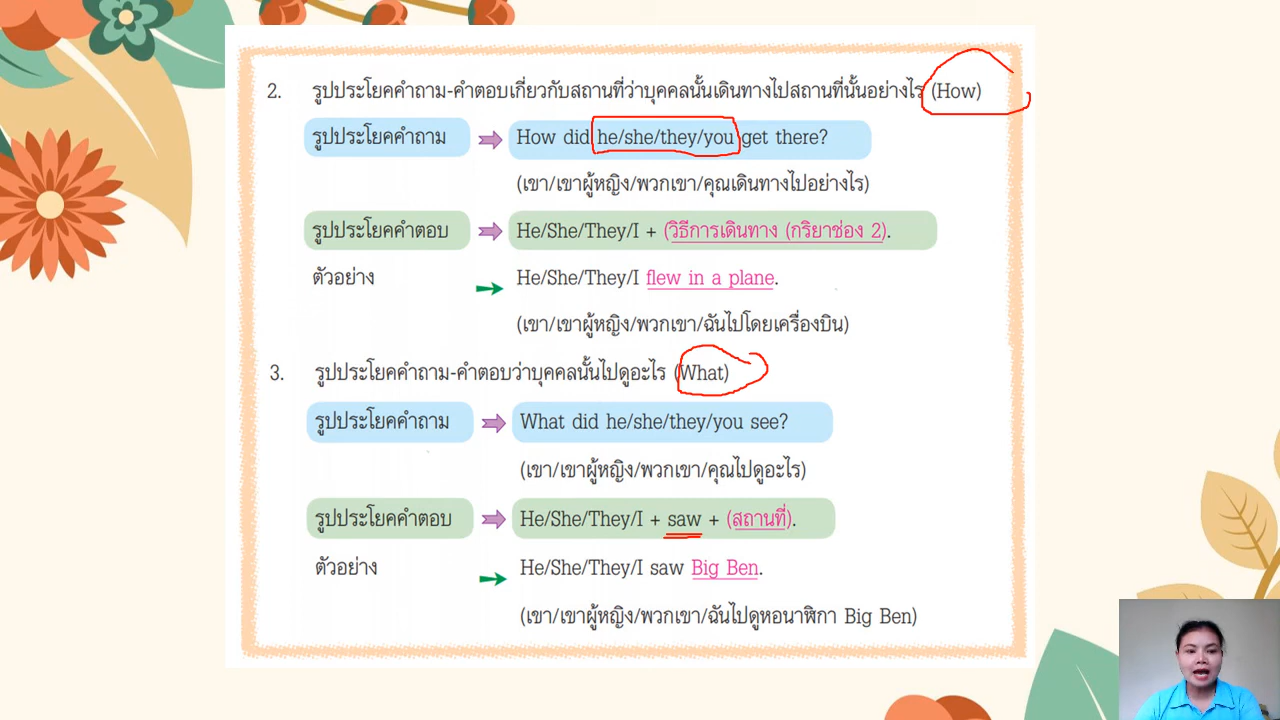 2. รูปประโยคคำถาม-คำตอบเกี่ยวกับสถานที่ว่าบุคคลนั้นเดินทางไปสถานที่นั้นอย่างไร (How)
รูปประโยคคำถาม How did he/she/they/you get there?
(เขา/เขาผู้หญิง/พวกเขา/คุณเดินทางไปอย่างไร)
รูปประโยคคำตอบ He/She/They/I + (วิธีการเดินทาง (กริยาช่อง 2).
ตัวอย่าง He/She/They/I flew in a plane.
(เขา/เขาผู้หญิง/พวกเขา/ฉันไปโดยเครื่องบิน)
3. รูปประโยคคำถาม-คำตอบว่าบุคคลนั้นไปดูอะไร (What)
รูปประโยคคำถาม What did he/she/they/you see?
(เขา/เขาผู้หญิง/พวกเขา/คุณไปดูอะไร)
รูปประโยคคำตอบ He/She/They/I + saw + (สถานที่).
ตัวอย่าง He/She/They/I saw Big Ben.
(เขา/เขาผู้หญิง/พวกเขา/ฉันไปดูหอนาฬิกา Big Ben)